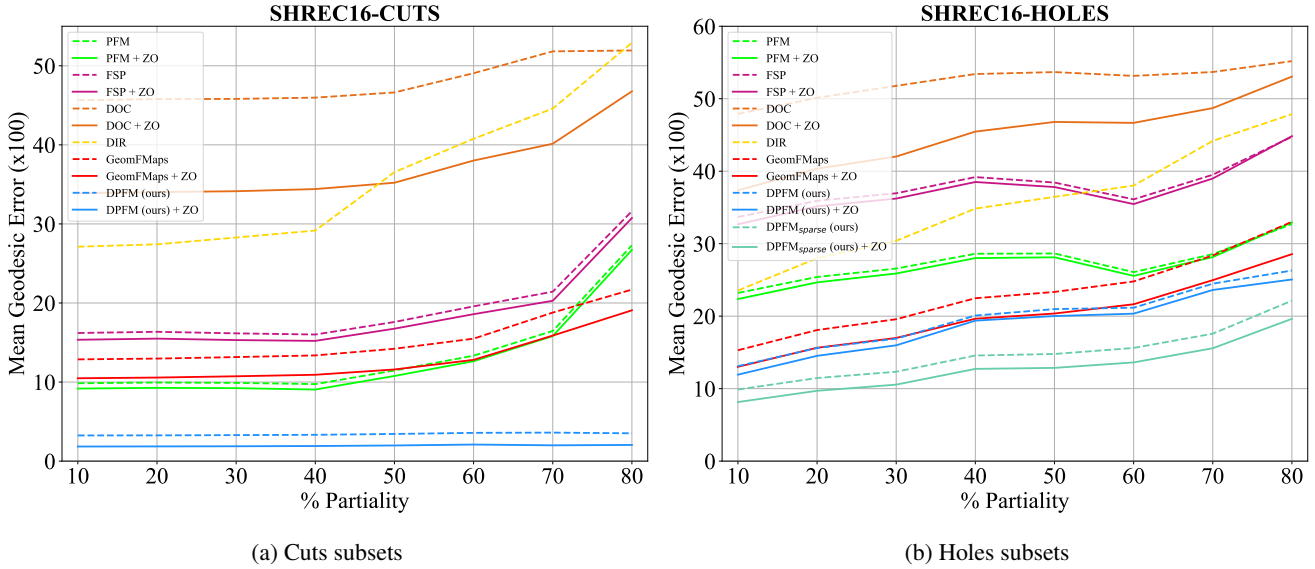 SHREC16-CUTS
Mean Geodesic Error (x100)
50
40
30
20
10
0
PFM
PFM + ZO
FSP
FSP + ZO
DOC
DOC + ZO
DIR
GeomFMaps
GeomFMaps + ZO
DPFM (ours)
DPFM (ours) + ZO
10 20 30 40 50 60 70 80
% Partiality
(a) Cuts subsets
SHREC16-HOLES
Mean Geodesic Error (x100)
60
50
40
30
20
10
0
PFM
PFM + ZO
FSP
FSP + ZO
DOC
DOC + ZO
DIR
GeomFMaps
GeomFMaps + ZO
DPFM (ours)
DPFM (ours) + ZO
DPFMsparse (ours)
DPFMsparse (ours) + ZO
10 20 30 40 50 60 70 80
% Partiality
(b) Holes subsets